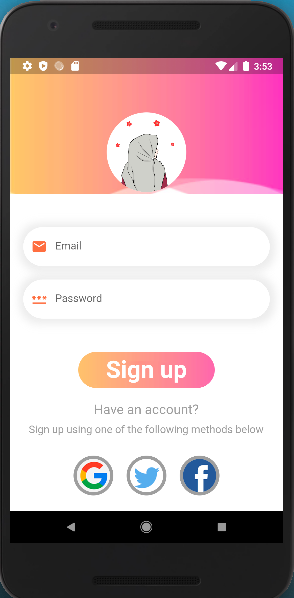 3:53
Email
Password
Sign up
Have an account?
Sign up using one of the following methods below